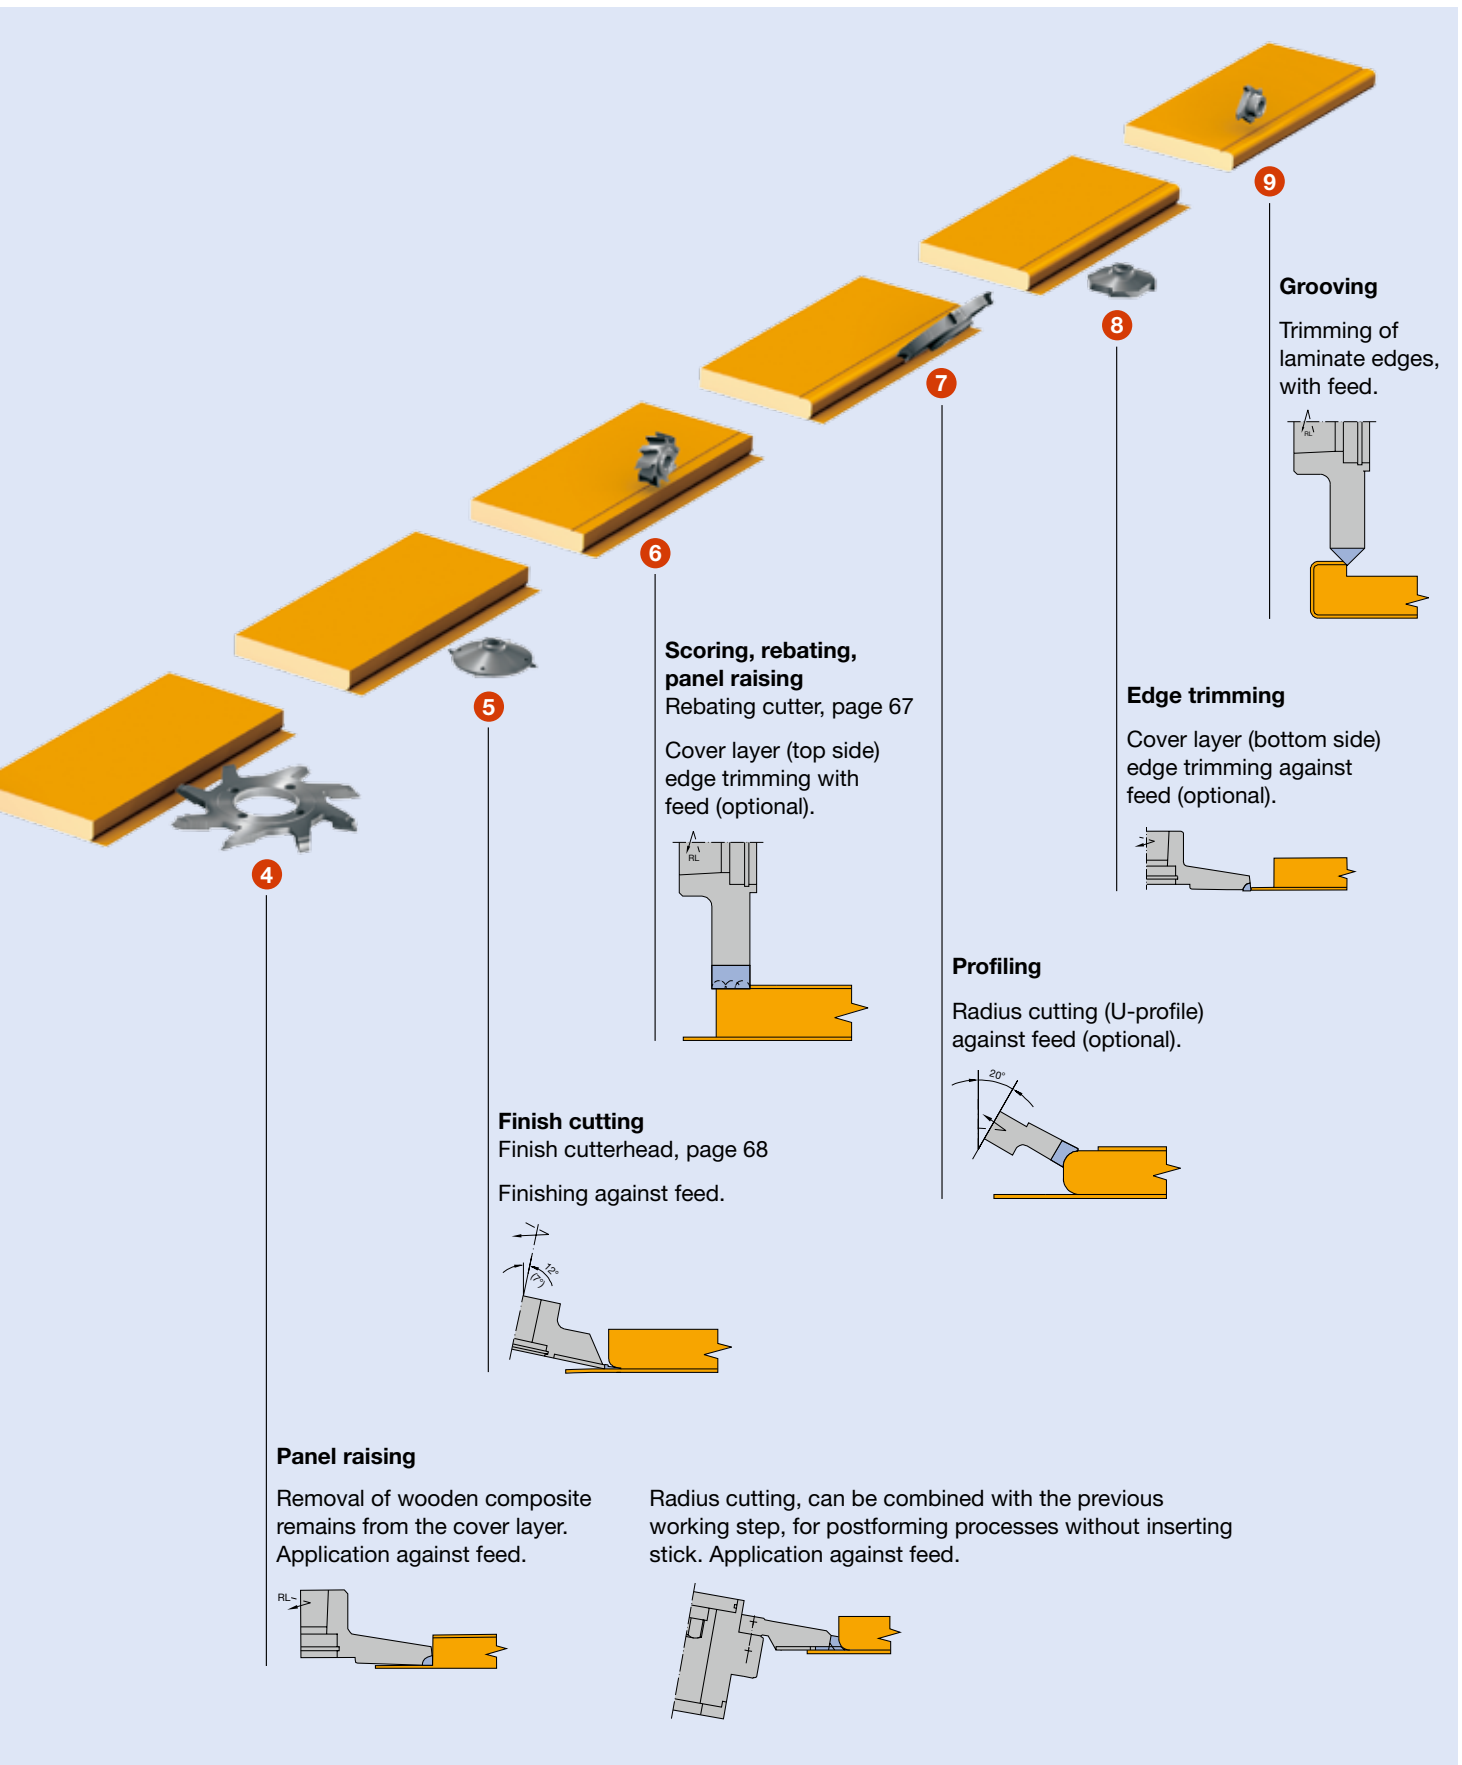 9
Grooving
Trimming of
laminate edges,
with feed.
RL
8
Edge trimming
Cover layer (bottom side)
edge trimming against
feed (optional).
7
Profiling
Radius cutting (U-profile)
against feed (optional).
20°
6
Scoring, rebating,
panel raising
Rebating cutter, page 67
Cover layer (top side)
edge trimming with
feed (optional).
RL
5
Finish cutting
Finish cutterhead, page 68
Finishing against feed.
12°
(7°)
4
Panel raising
Removal of wooden composite
remains from the cover layer.
Application against feed.
RL
Radius cutting, can be combined with the previous
working step, for postforming processes without inserting
stick. Application against feed.